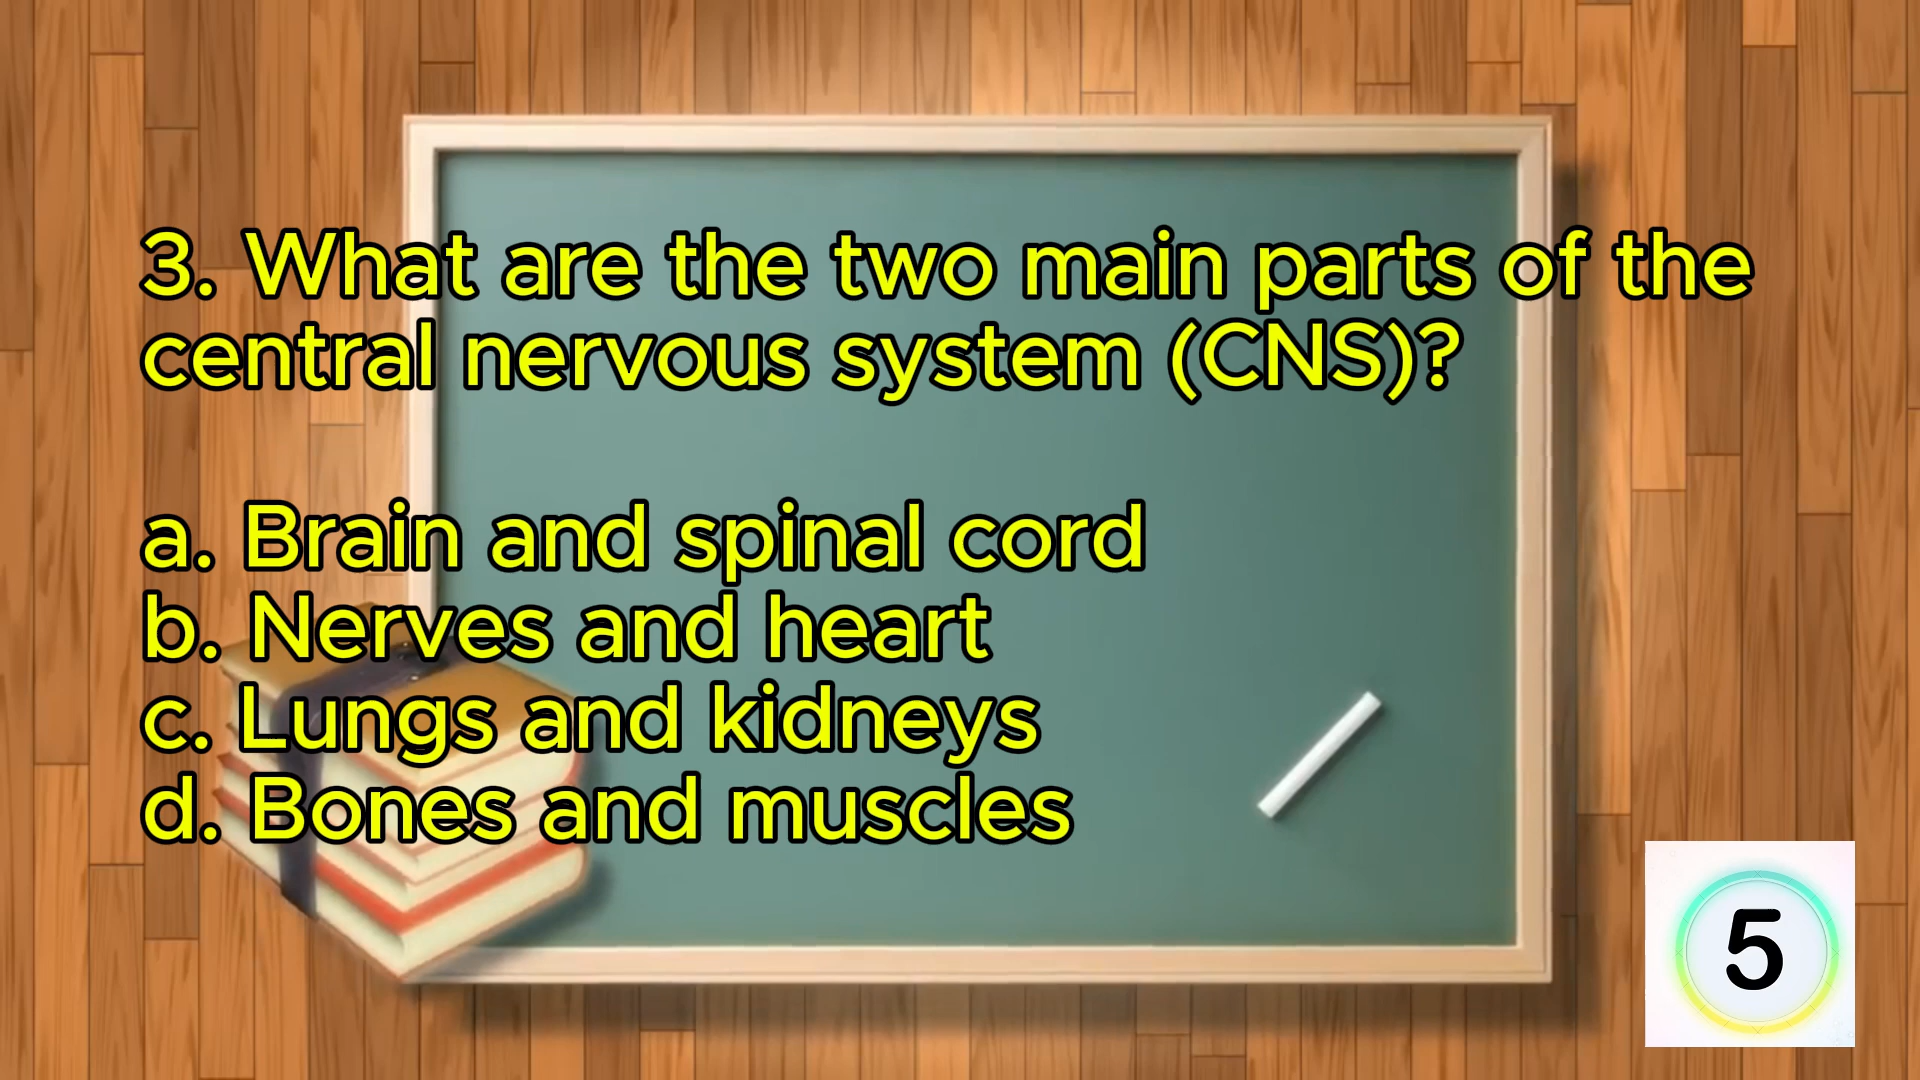 3. What are the two main parts of the
central nervous system (CNS)?
a. Brain and spinal cord
b. Nerves and heart
c. Lungs and kidneys
d. Bones and muscles
5